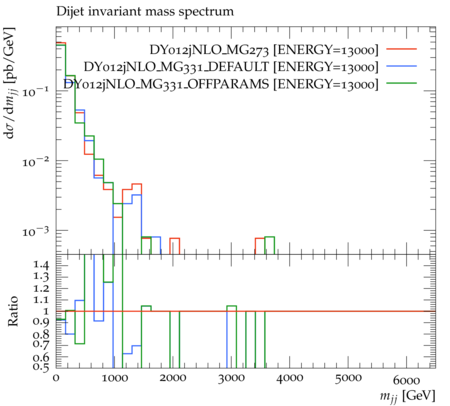 Dijet invariant mass spectrum
dσ/dm_jj [pb/GeV]
DY012jNLO_MG273 [ENERGY=13000]
DY012jNLO_MG331_DEFAULT [ENERGY=13000]
DY012jNLO_MG331_OFFPARAMS [ENERGY=13000]
10⁻¹
10⁻²
10⁻³
Ratio
1.4
1.3
1.2
1.1
1
0.9
0.8
0.7
0.6
0.5
0 1000 2000 3000 4000 5000 6000
m_jj [GeV]